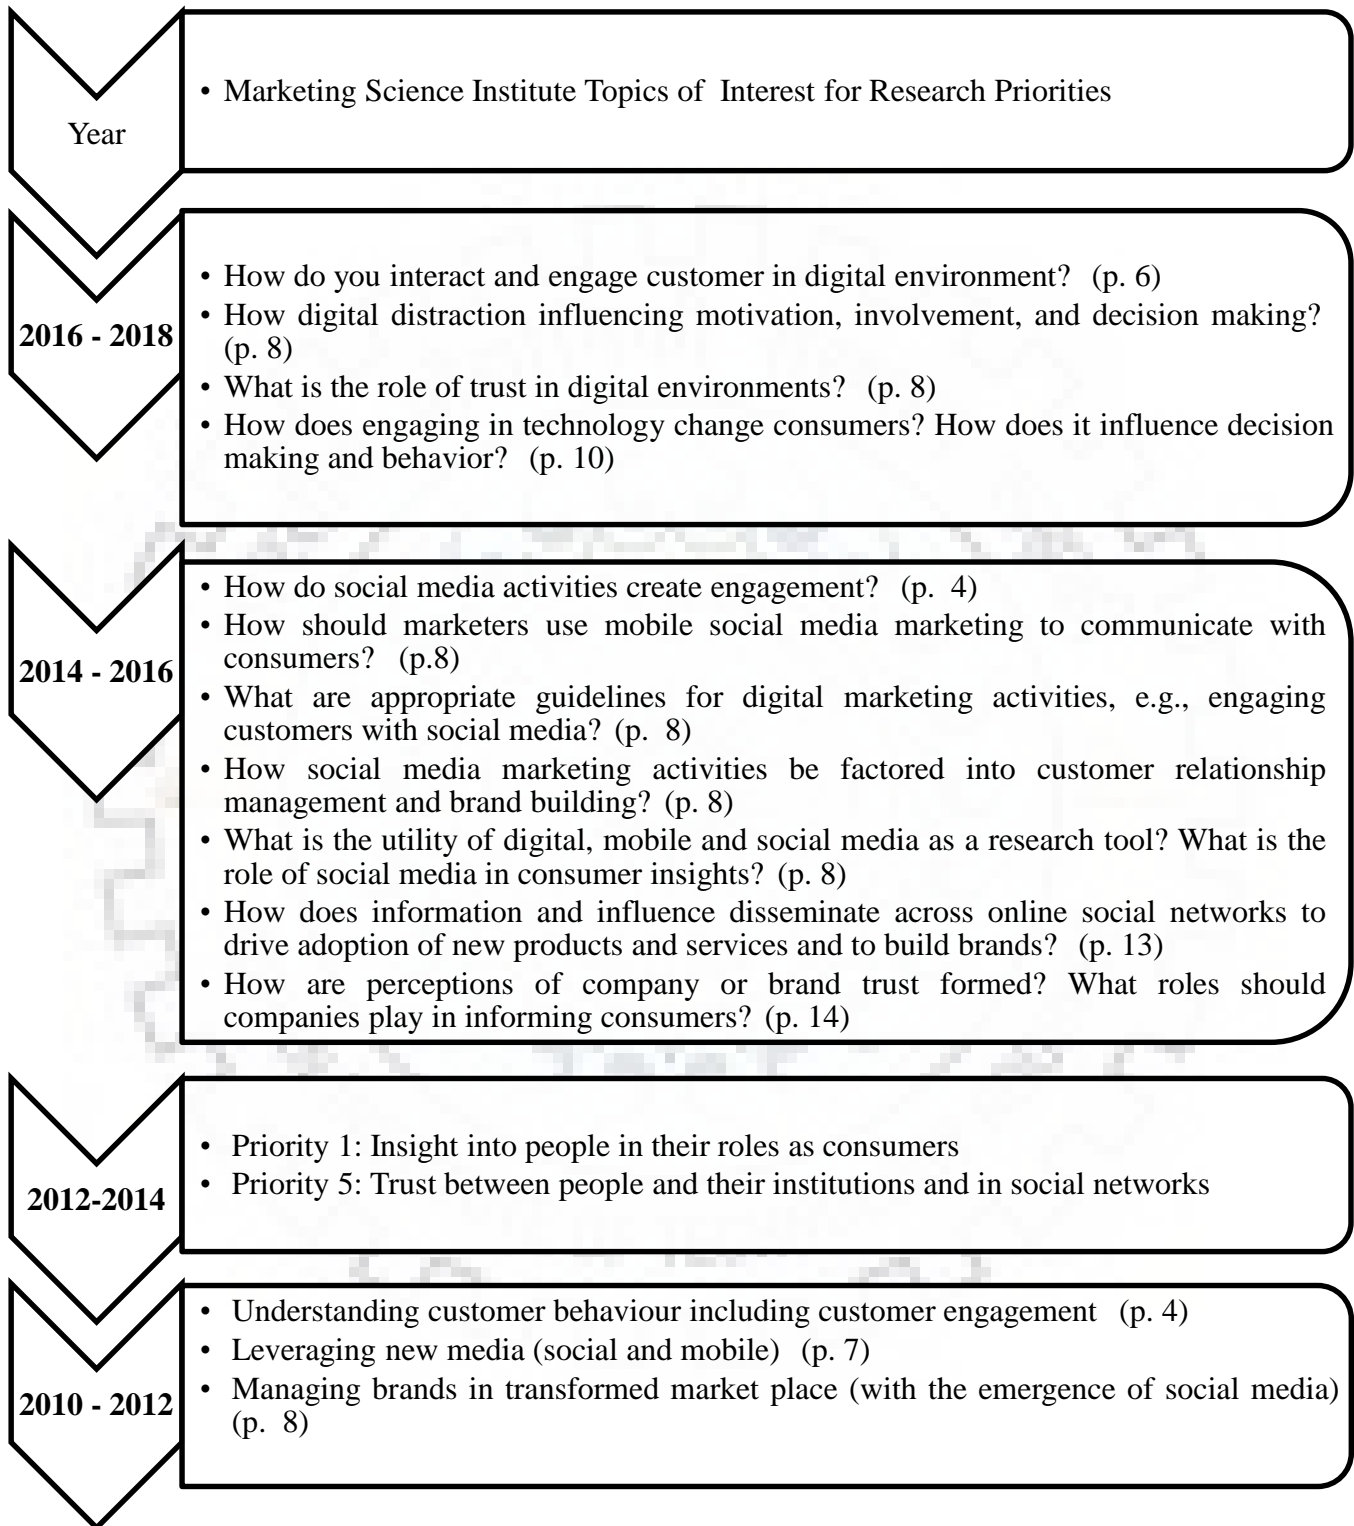 • Marketing Science Institute Topics of Interest for Research Priorities
Year
• How do you interact and engage customer in digital environment? (p. 6)
• How digital distraction influencing motivation, involvement, and decision making?
(p. 8)
• What is the role of trust in digital environments? (p. 8)
• How does engaging in technology change consumers? How does it influence decision
making and behavior? (p. 10)
2016 - 2018
• How do social media activities create engagement? (p. 4)
• How should marketers use mobile social media marketing to communicate with
consumers? (p.8)
• What are appropriate guidelines for digital marketing activities, e.g., engaging
customers with social media? (p. 8)
• How social media marketing activities be factored into customer relationship
management and brand building? (p. 8)
• What is the utility of digital, mobile and social media as a research tool? What is the
role of social media in consumer insights? (p. 8)
• How does information and influence disseminate across online social networks to
drive adoption of new products and services and to build brands? (p. 13)
• How are perceptions of company or brand trust formed? What roles should
companies play in informing consumers? (p. 14)
2014 - 2016
• Priority 1: Insight into people in their roles as consumers
• Priority 5: Trust between people and their institutions and in social networks
2012-2014
• Understanding customer behaviour including customer engagement (p. 4)
• Leveraging new media (social and mobile) (p. 7)
• Managing brands in transformed market place (with the emergence of social media)
(p. 8)
2010 - 2012